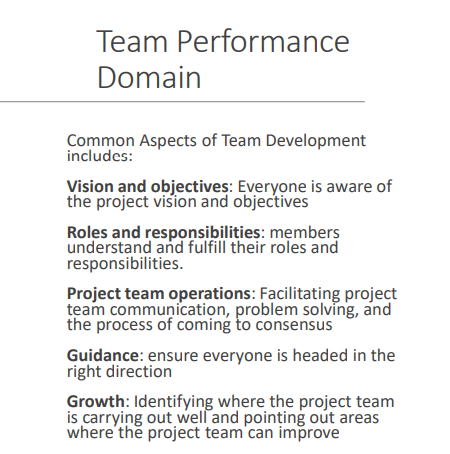 Team Performance
Domain
Common Aspects of Team Development
includes:
Vision and objectives: Everyone is aware of
the project vision and objectives
Roles and responsibilities: members
understand and fulfill their roles and
responsibilities.
Project team operations: Facilitating project
team communication, problem solving, and
the process of coming to consensus
Guidance: ensure everyone is headed in the
right direction
Growth: Identifying where the project team
is carrying out well and pointing out areas
where the project team can improve